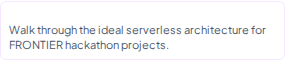 Walk through the ideal serverless architecture for
FRONTIER hackathon projects.